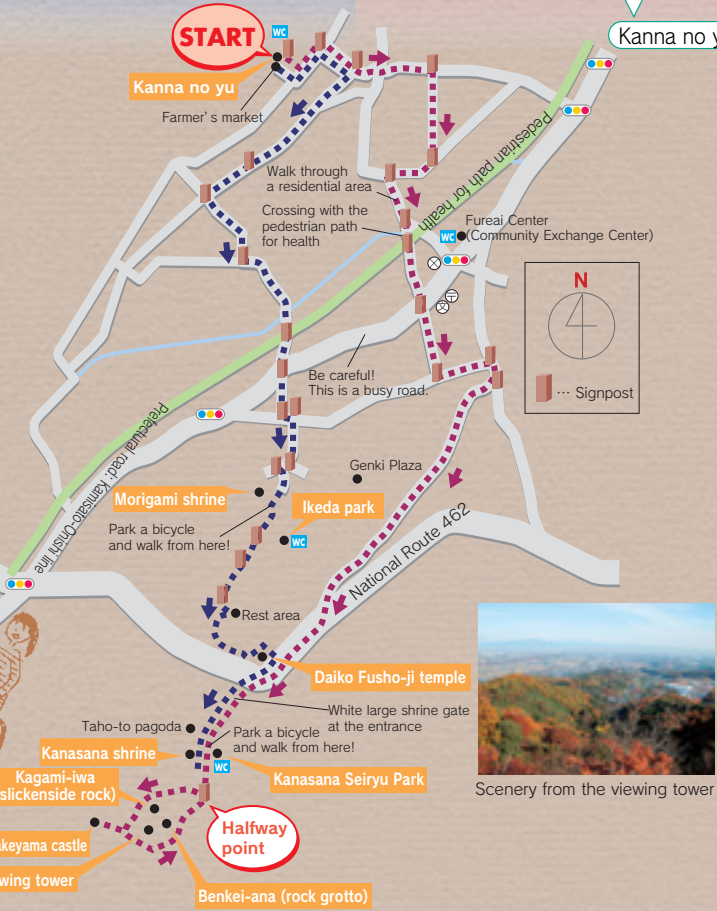 START
WC
Kanna no y
Kanna no yu
Farmer's market
Pedestrian path for health
Walk through
a residential area
Crossing with the
pedestrian path
for health
WC
Fureai Center
(Community Exchange Center)
N
… Signpost
Be careful!
This is a busy road.
Prefectural road: Kamisato-Onishi line
Genki Plaza
Morigami shrine
Ikeda park
WC
Park a bicycle
and walk from here!
National Route 462
Rest area
Daiko Fusho-ji temple
White large shrine gate
at the entrance
Taho-to pagoda
Park a bicycle
and walk from here!
Kanasana shrine
WC
Kanasana Seiryu Park
Kagami-iwa
slickenside rock)
Halfway
point
akeyama castle
wing tower
Benkei-ana (rock grotto)
Scenery from the viewing tower